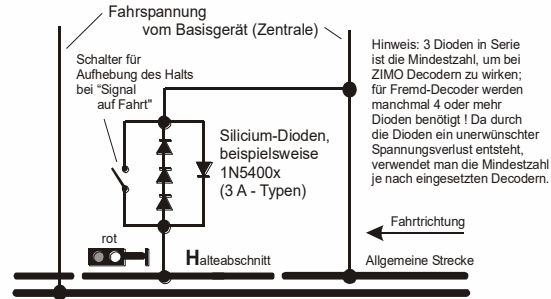 Fahrspannung
vom Basisgerät (Zentrale)
Schalter für
Aufhebung des Halts
bei "Signal
auf Fahrt"
Silicium-Dioden,
beispielsweise
1N5400x
(3 A - Typen)
Hinweis: 3 Dioden in Serie
ist die Mindestzahl, um bei
ZIMO Decodern zu wirken;
für Fremd-Decoder werden
manchmal 4 oder mehr
Dioden benötigt ! Da durch
die Dioden ein unerwünschter
Spannungsverlust entsteht,
verwendet man die Mindestzahl
je nach eingesetzten Decodern.
Fahrtrichtung
rot
Halteabschnitt
Allgemeine Strecke